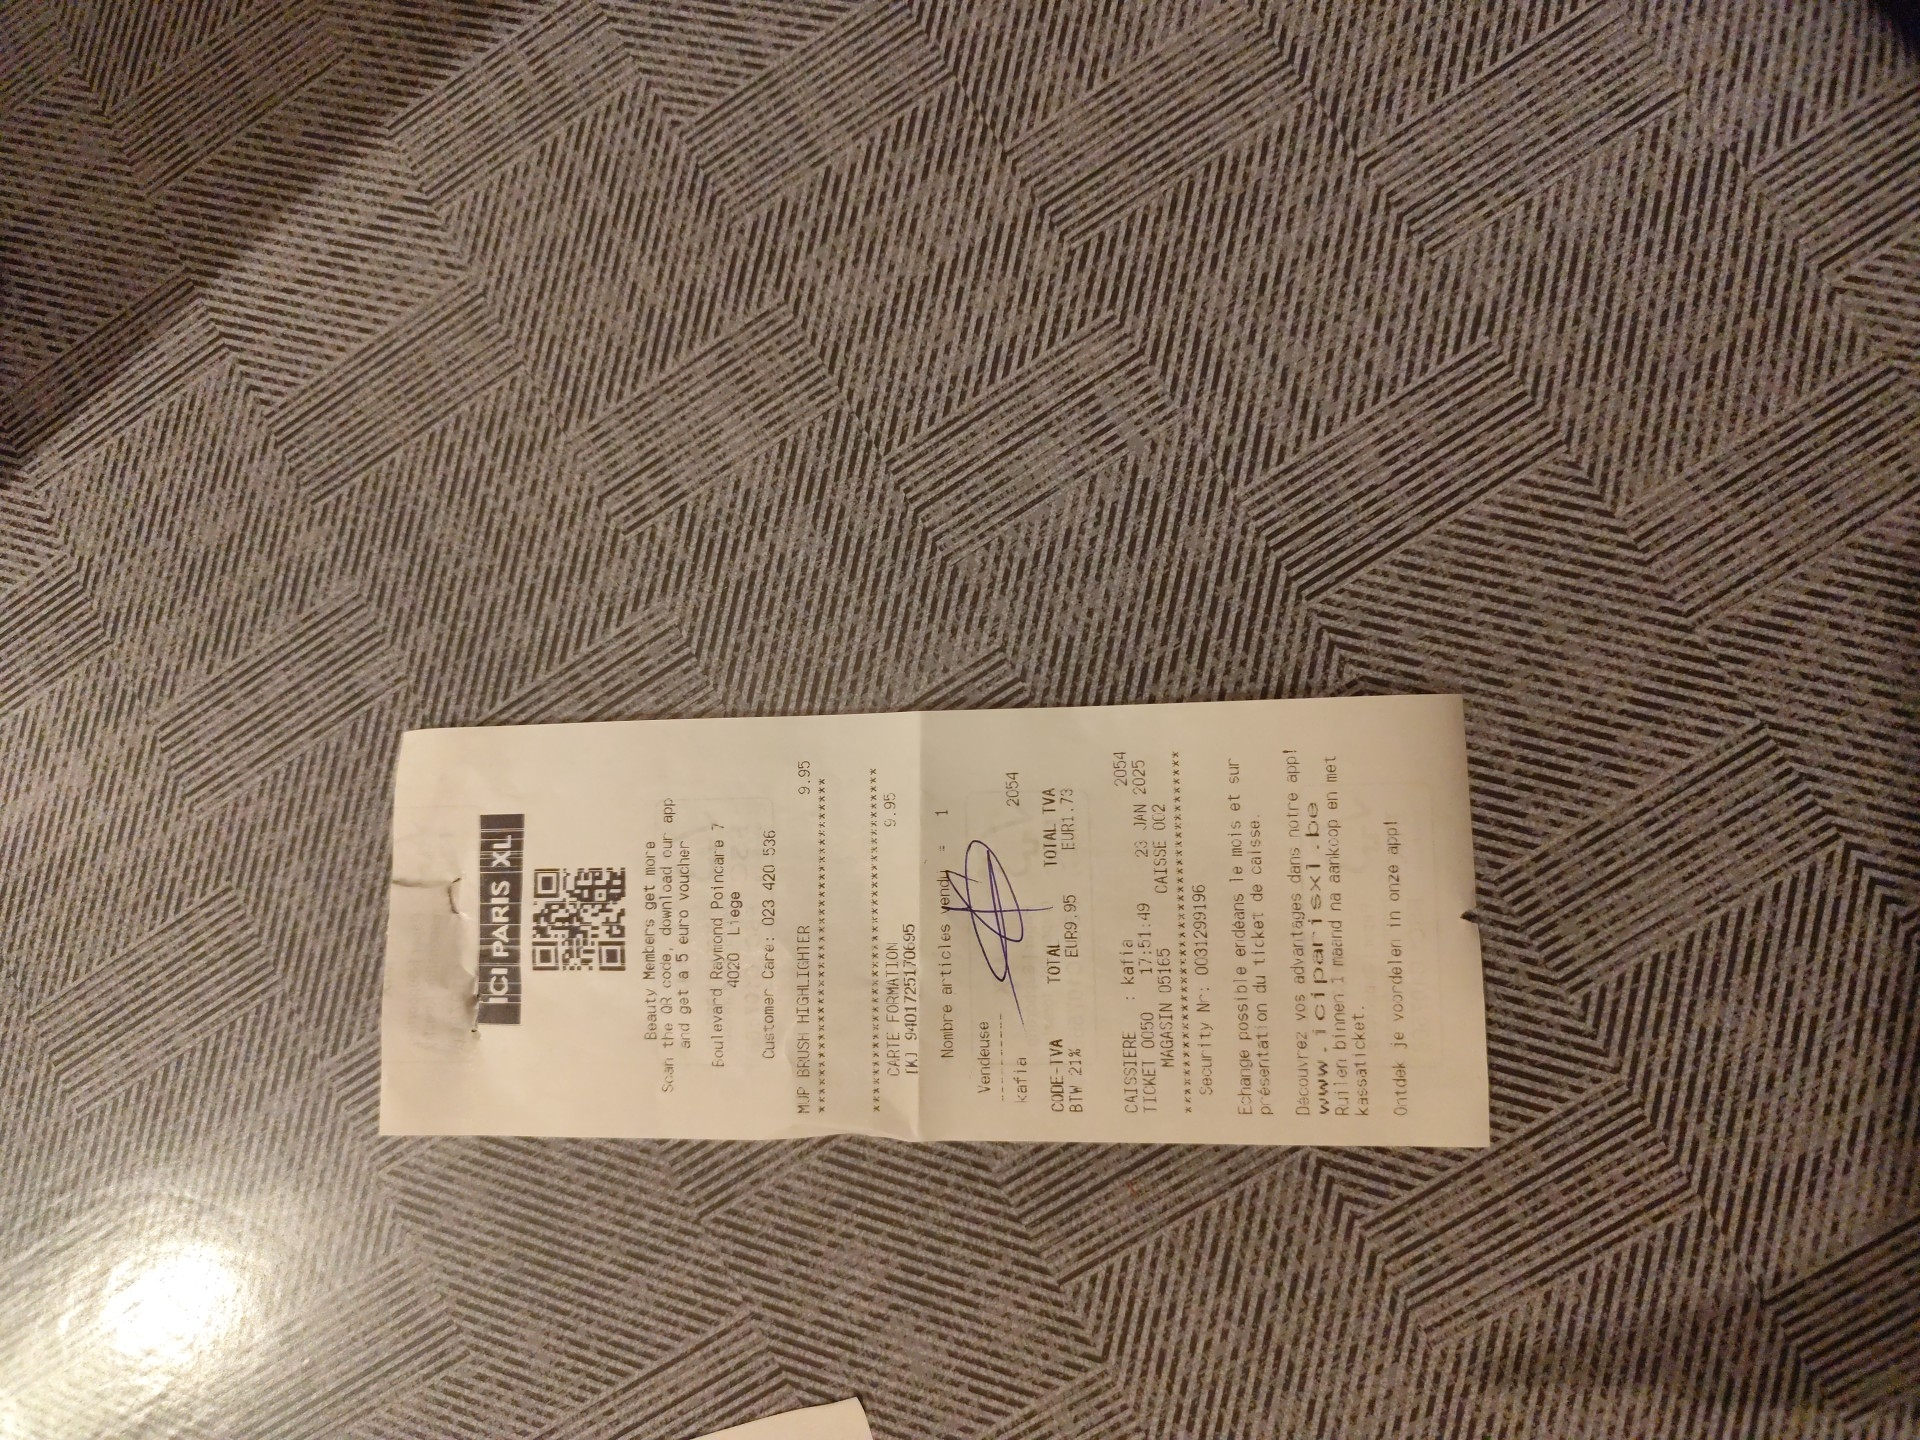 ICI PARIS XL
Beauty Members get more
Scan the QR code, download our app
and get a 5 euro voucher
Boulevard Raymond Poincare 7
4020 Liege
Customer Care: 023 420 536
MUP BRUSH HIGHLIGHTER 9.95
****************************************
****************************************
CARTE FORMATION 9.95
[K] 9401725170695
Nombre articles vendu = 1
Vendeuse
----------
kafia 2054
CODE-TVA TOTAL TOTAL TVA
BTW 21% EUR9.95 EUR1.73
CAISSIERE : kafia 2054
TICKET 0050 17:51:49 23 JAN 2025
MAGASIN 05165 CAISSE 002
****************************************
Security Nr: 0031299196
Echange possible endéans le mois et sur
présentation du ticket de caisse.
Découvrez vos advantages dans notre app!
www.iciparisxl.be
Ruilen binnen 1 maand na aankoop en met
kassaticket.
Ontdek je voordelen in onze app!